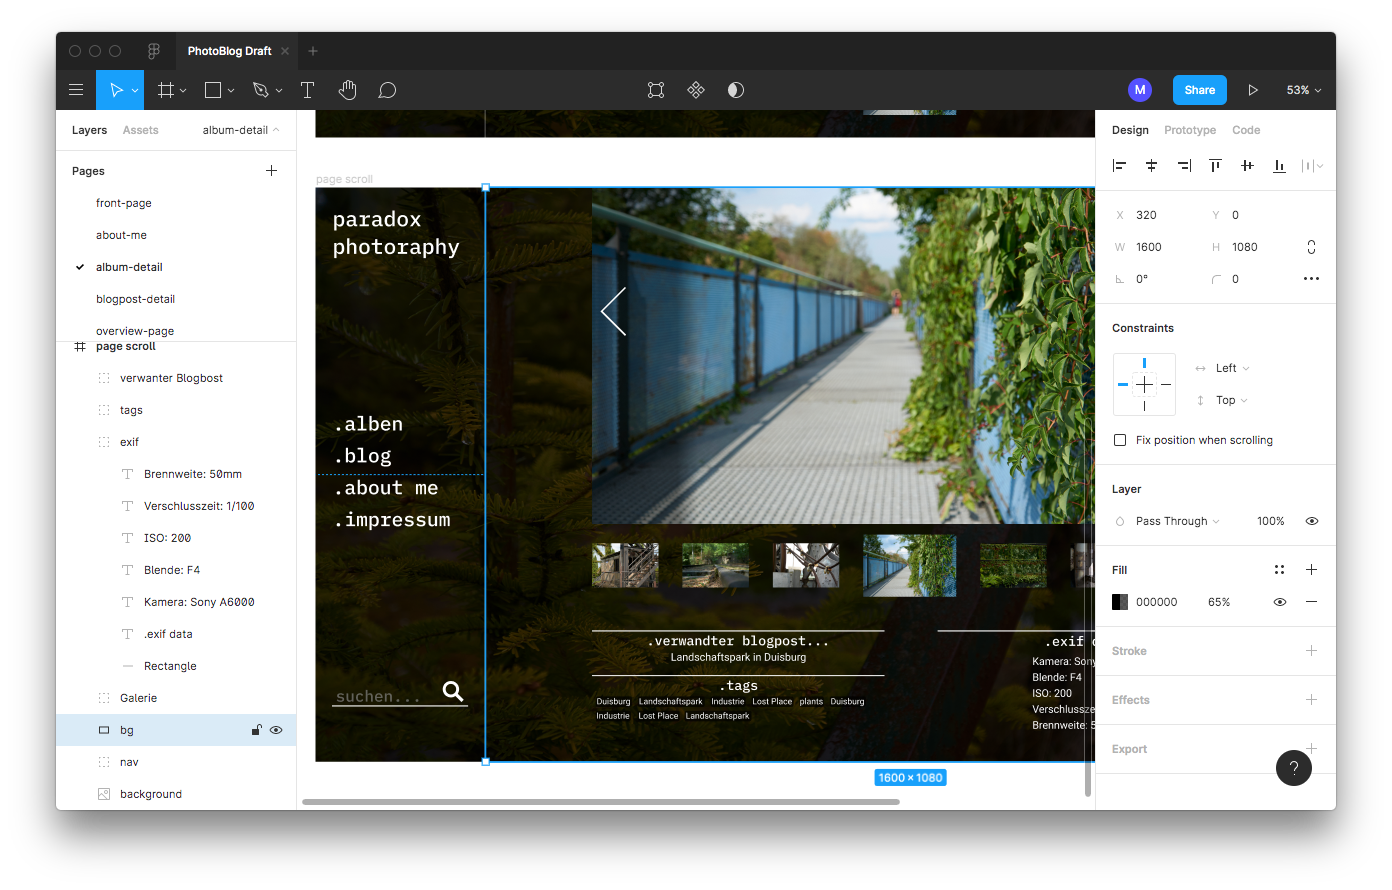 PhotoBlog Draft
M
Share
53%
Layers
Assets
album-detail
Pages
front-page
about-me
album-detail
blogpost-detail
overview-page
page scroll
verwanter Blogbost
tags
exif
Brennweite: 50mm
Verschlusszeit: 1/100
ISO: 200
Blende: F4
Kamera: Sony A6000
.exif data
Rectangle
Galerie
bg
nav
background
page scroll
paradox
photoraphy
.alben
.blog
.about me
.impressum
suchen...
.verwandter blogpost...
Landschaftspark in Duisburg
.tags
Duisburg Landschaftspark Industrie Lost Place plants Duisburg
Industrie Lost Place Landschaftspark
.exif
Kamera: Sony
Blende: F4
ISO: 200
Verschlussze
Brennweite: 5
1600 × 1080
Design
Prototype
Code
X 320
Y 0
W 1600
H 1080
0°
0
Constraints
Left
Top
Fix position when scrolling
Layer
Pass Through
100%
Fill
000000
65%
Stroke
Effects
Export
?